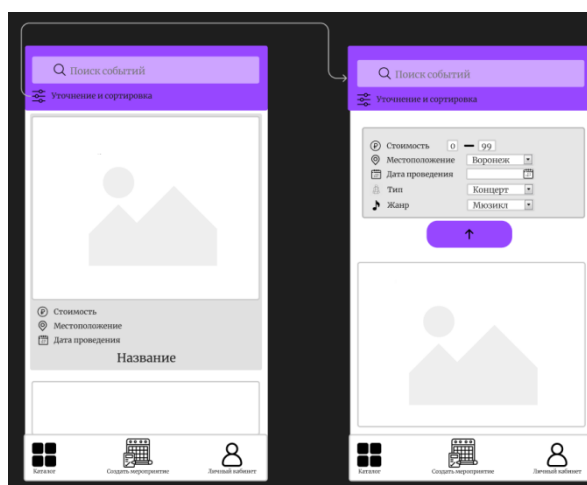 Поиск событий
Уточнение и сортировка
Стоимость
Местоположение
Дата проведения
Название
Каталог
Создать мероприятие
Личный кабинет
Поиск событий
Уточнение и сортировка
Стоимость 0 — 99
Местоположение Воронеж
Дата проведения
Тип Концерт
Жанр Мюзикл
Каталог
Создать мероприятие
Личный кабинет